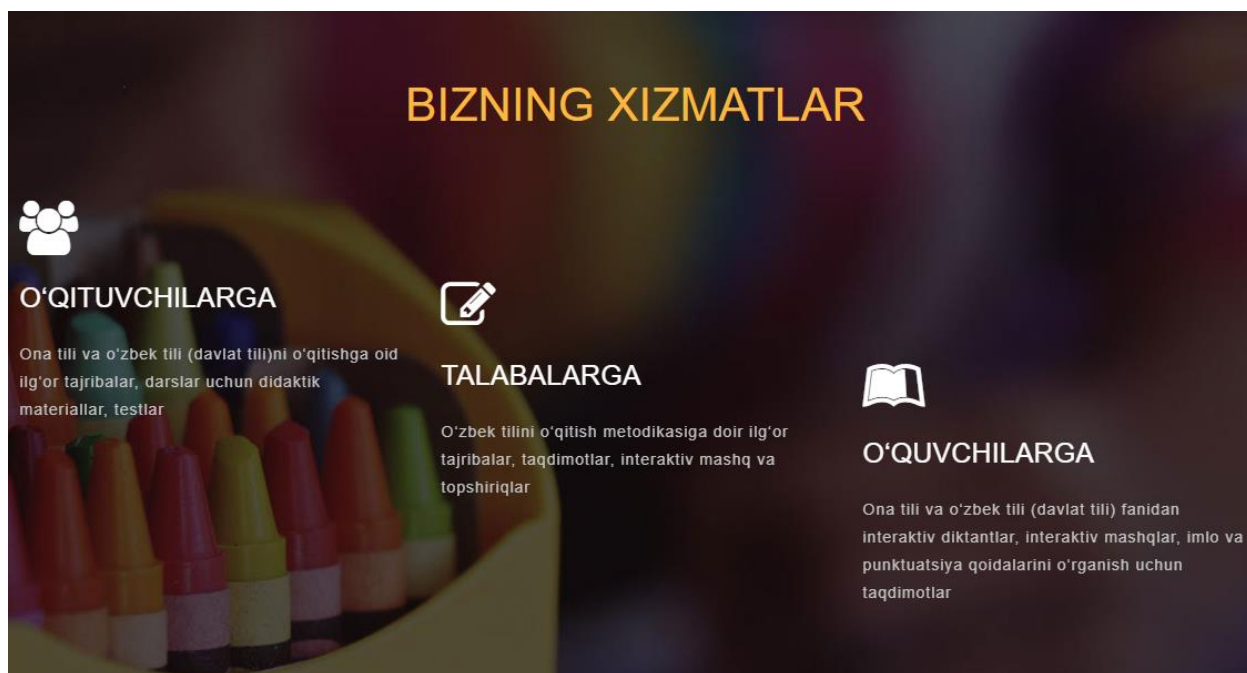 BIZNING XIZMATLAR
O‘QITUVCHILARGA
Ona tili va o‘zbek tili (davlat tili)ni o‘qitishga oid
ilg‘or tajribalar, darslar uchun didaktik
materiallar, testlar
TALABALARGA
O‘zbek tilini o‘qitish metodikasiga doir ilg‘or
tajribalar, taqdimotlar, interaktiv mashq va
topshiriqlar
O‘QUVCHILARGA
Ona tili va o‘zbek tili (davlat tili) fanidan
interaktiv diktantlar, interaktiv mashqlar, imlo va
punktuatsiya qoidalarini o‘rganish uchun
taqdimotlar